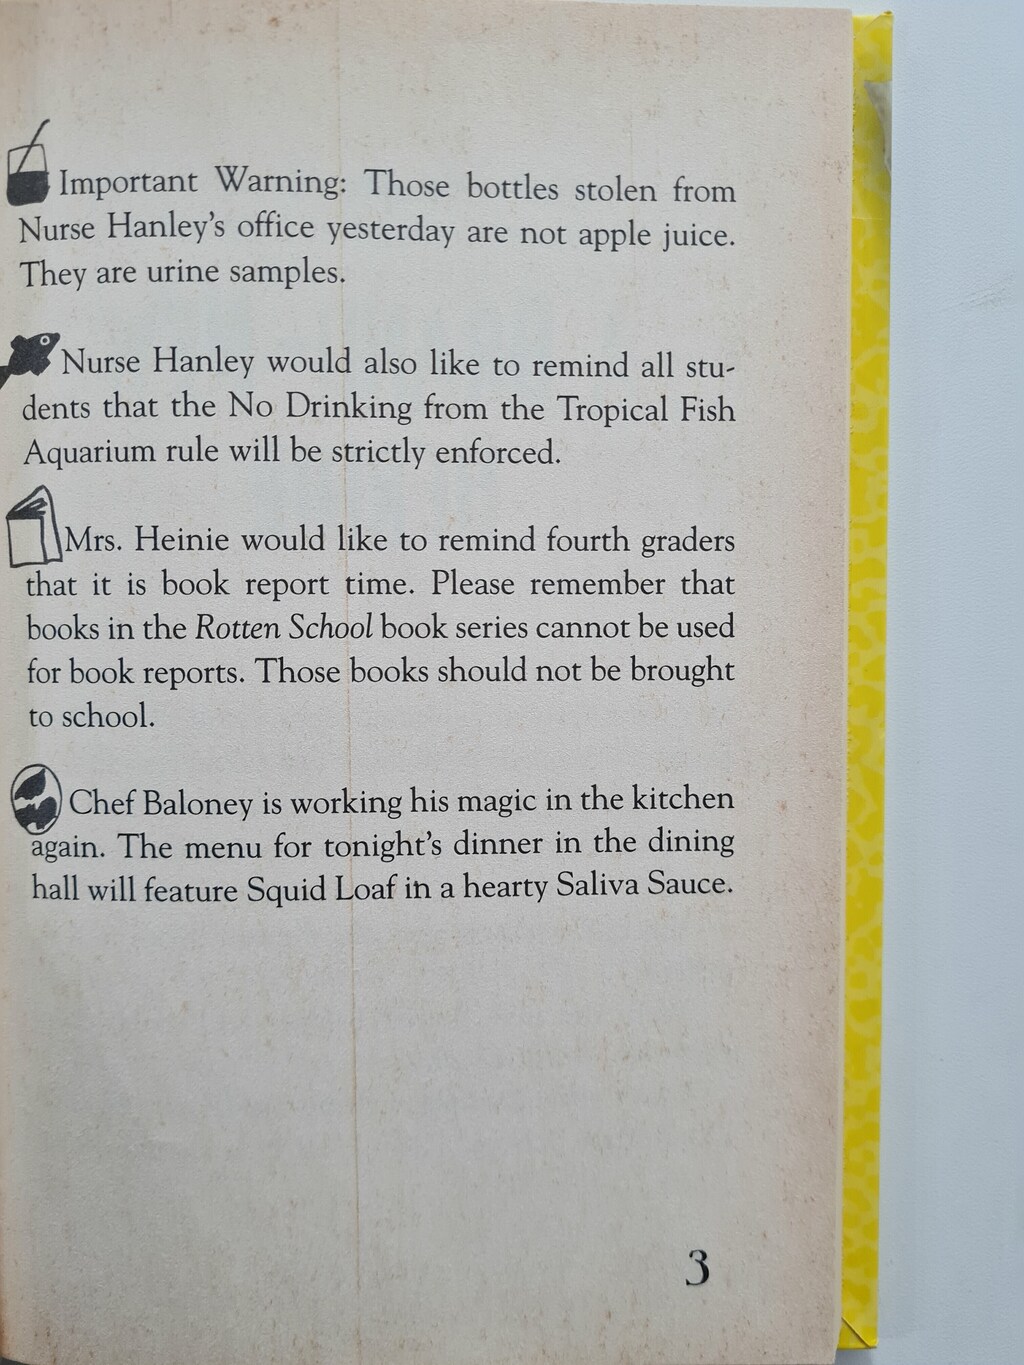 Important Warning: Those bottles stolen from
Nurse Hanley's office yesterday are not apple juice.
They are urine samples.
Nurse Hanley would also like to remind all stu-
dents that the No Drinking from the Tropical Fish
Aquarium rule will be strictly enforced.
Mrs. Heinie would like to remind fourth graders
that it is book report time. Please remember that
books in the Rotten School book series cannot be used
for book reports. Those books should not be brought
to school.
Chef Baloney is working his magic in the kitchen
again. The menu for tonight's dinner in the dining
hall will feature Squid Loaf in a hearty Saliva Sauce.
3